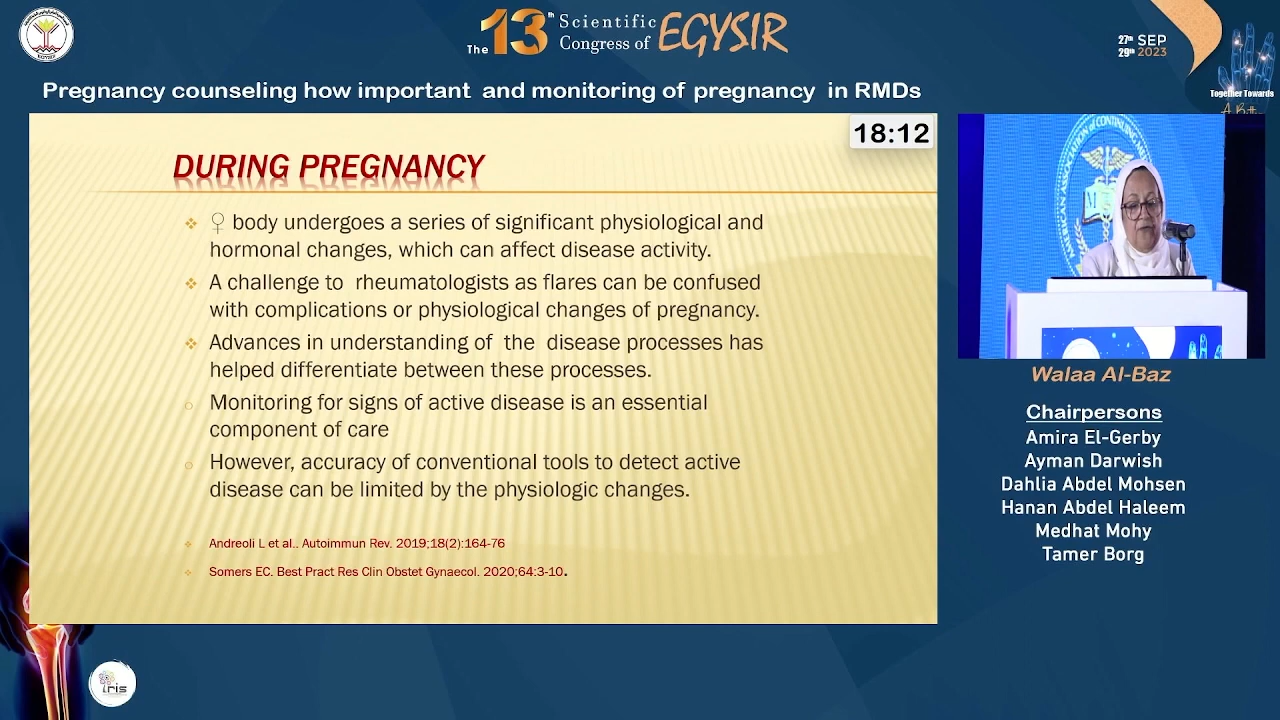 The 13th Scientific Congress of EGYSIR
27th SEP
29th 2023
Together Towards
Pregnancy counseling how important and monitoring of pregnancy in RMDs
18:12
DURING PREGNANCY
❖ ♀ body undergoes a series of significant physiological and
hormonal changes, which can affect disease activity.
❖ A challenge to rheumatologists as flares can be confused
with complications or physiological changes of pregnancy.
❖ Advances in understanding of the disease processes has
helped differentiate between these processes.
○ Monitoring for signs of active disease is an essential
component of care
○ However, accuracy of conventional tools to detect active
disease can be limited by the physiologic changes.
❖ Andreoli L et al.. Autoimmun Rev. 2019;18(2):164-76
❖ Somers EC. Best Pract Res Clin Obstet Gynaecol. 2020;64:3-10.
Walaa Al-Baz
Chairpersons
Amira El-Gerby
Ayman Darwish
Dahlia Abdel Mohsen
Hanan Abdel Haleem
Medhat Mohy
Tamer Borg
iris